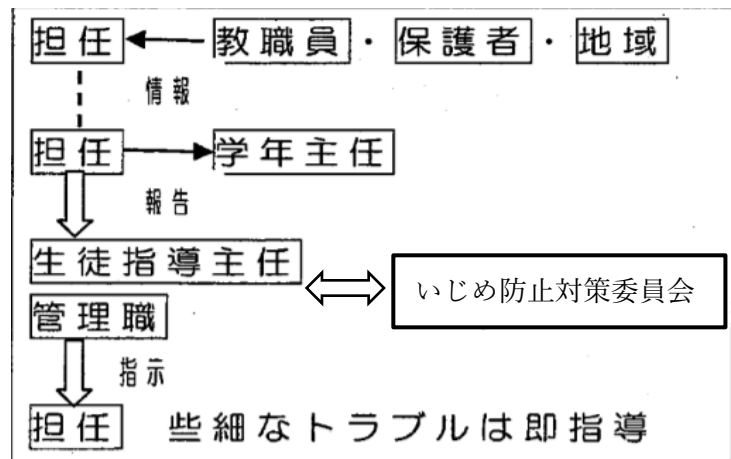 担任 教職員・保護者・地域
情報
担任 学年主任
報告
生徒指導主任
いじめ防止対策委員会
管理職
指示
担任 些細なトラブルは即指導